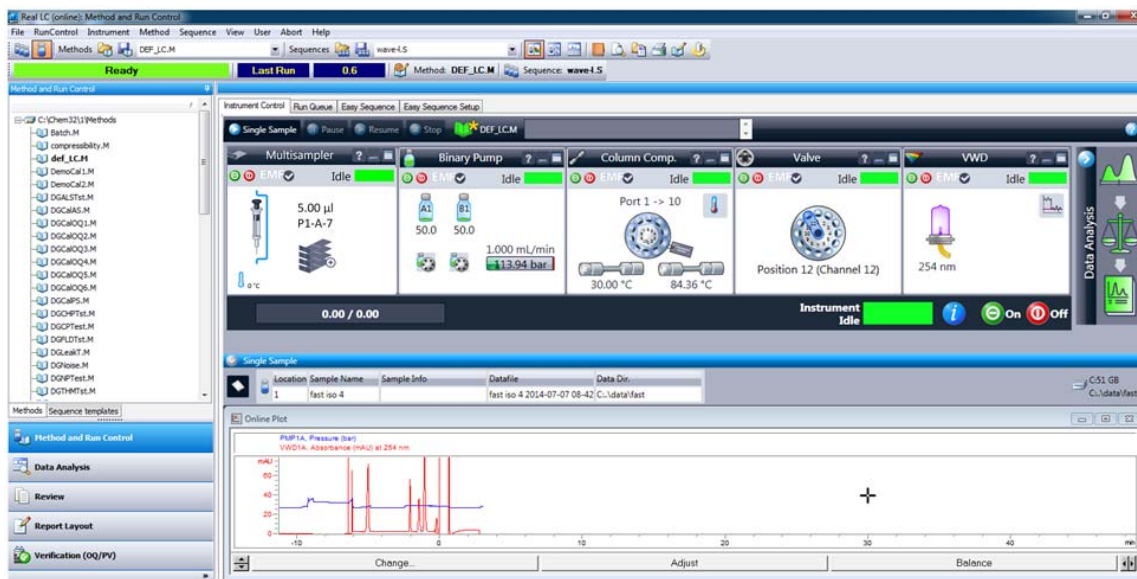 Real LC (online): Method and Run Control
File RunControl Instrument Method Sequence View User Abort Help
Methods DEF_LC.M Sequences wave-I.S
Ready Last Run 0.6 Method: DEF_LC.M Sequence: wave-I.S
Method and Run Control
C:\Chem32\1\Methods
Batch.M
compressibility.M
def_LC.M
DemoCal1.M
DemoCal2.M
DGALSTst.M
DGCalAS.M
DGCalOQ1.M
DGCalOQ2.M
DGCalOQ3.M
DGCalOQ4.M
DGCalOQ5.M
DGCalOQ6.M
DGCalPS.M
DGCHPTst.M
DGCPTest.M
DGFLDTst.M
DGLeakT.M
DGNoise.M
DGNPTest.M
DGTHMTst.M
Methods Sequence templates
Method and Run Control
Data Analysis
Review
Report Layout
Verification (OQ/PV)
Instrument Control Run Queue Easy Sequence Easy Sequence Setup
Single Sample Pause Resume Stop DEF_LC.M
Multisampler ? Binary Pump ? Column Comp. ? Valve ? VWD ?
EMF Idle EMF Idle EMF Idle EMF Idle EMF Idle
5.00 µl
P1-A-7
0 °C
A1 B1
50.0 50.0
1.000 mL/min
113.94 bar
Port 1 -> 10
30.00 °C 84.36 °C
Position 12 (Channel 12)
254 nm
Data Analysis
0.00 / 0.00
Instrument
Idle
On Off
Single Sample
Location Sample Name Sample Info Datafile Data Dir.
1 fast iso 4 fast iso 4 2014-07-07 08-42 C:..\data\fast
C:51 GB
C:..\data\fast
Online Plot
PMP1A, Pressure (bar)
VWD1A, Absorbance (mAU) at 254 nm
mAU
60
40
20
0
-10 0 10 20 30 40 min
Change... Adjust Balance